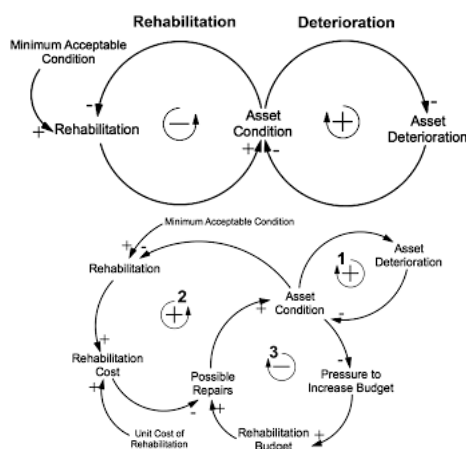 Rehabilitation
Deterioration
Minimum Acceptable
Condition
-
+
Rehabilitation
-
Asset
Condition
+
-
+
-
Asset
Deterioration
Minimum Acceptable Condition
+
-
Rehabilitation
Asset
Deterioration
1
+
2
+
Asset
Condition
+
-
-
+
Rehabilitation
Cost
+
3
-
Possible
Repairs
-
+
Pressure to
Increase Budget
Unit Cost of
Rehabilitation
Rehabilitation
Budget
+